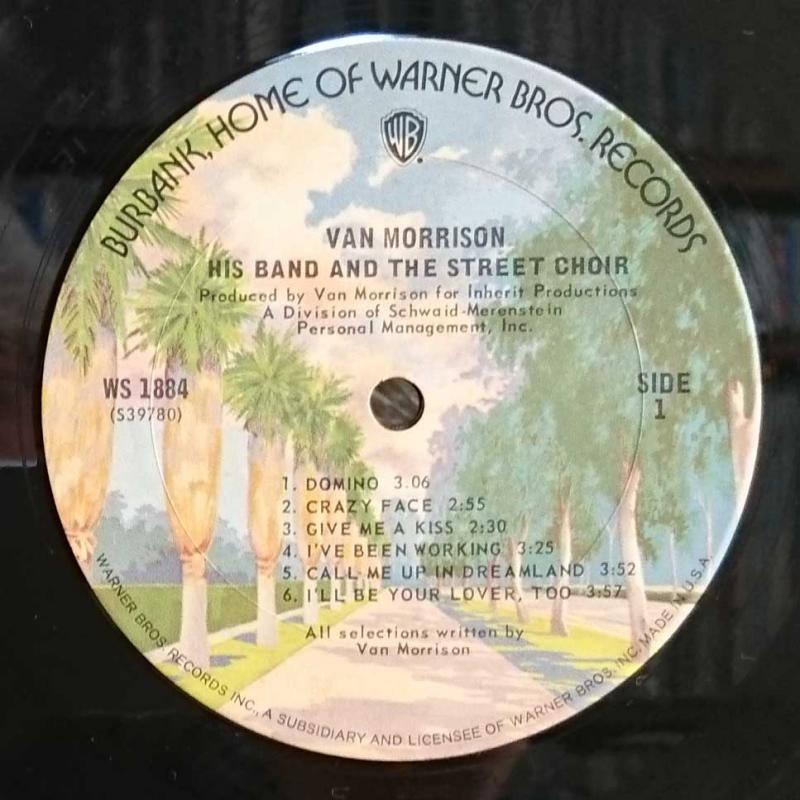 BURBANK, HOME OF WARNER BROS. RECORDS
WB
VAN MORRISON
HIS BAND AND THE STREET CHOIR
Produced by Van Morrison for Inherit Productions
A Division of Schwaid-Merenstein
Personal Management, Inc.
WS 1884
(S39780)
SIDE
1
1. DOMINO 3.06
2. CRAZY FACE 2:55
3. GIVE ME A KISS 2:30
4. I'VE BEEN WORKING 3:25
5. CALL ME UP IN DREAMLAND 3:52
6. I'LL BE YOUR LOVER, TOO 3:57
All selections written by
Van Morrison
WARNER BROS. RECORDS INC., A SUBSIDIARY AND LICENSEE OF WARNER BROS. INC. MADE IN U.S.A.